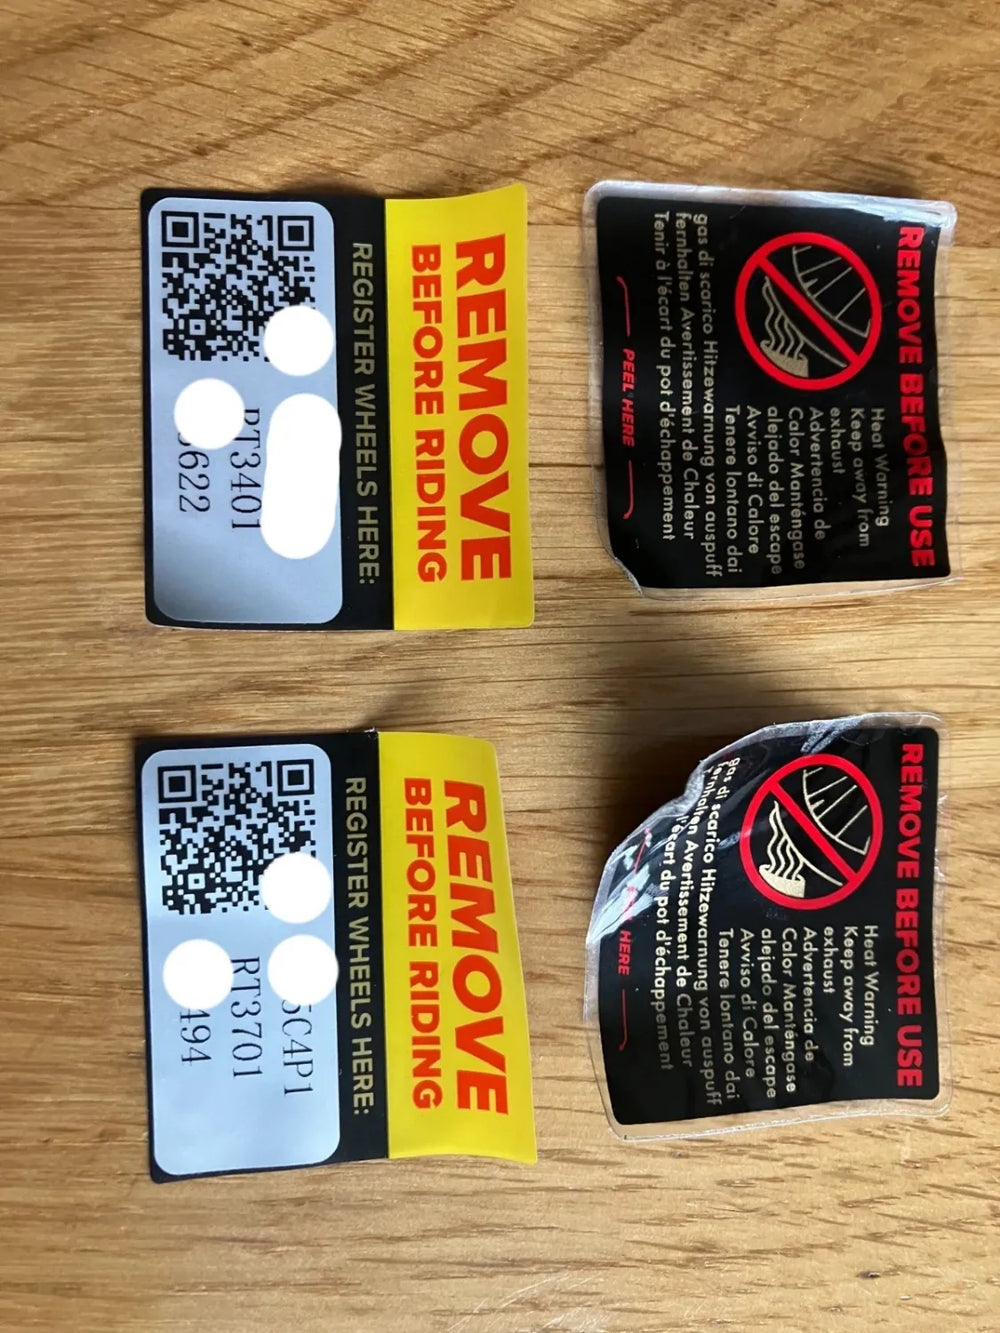 REMOVE BEFORE USE
Heat Warning
Keep away from
exhaust
Advertencia de
Calor Manténgase
alejado del escape
Avviso di Calore
Tenere lontano dai
gas di scarico Hitzewarnung von auspuff
fernhalten Avertissement de Chaleur
Tenir à l'écart du pot d'échappement
PEEL HERE
REMOVE BEFORE USE
Heat Warning
Keep away from
exhaust
Advertencia de
Calor Manténgase
alejado del escape
Avviso di Calore
Tenere lontano dai
gas di scarico Hitzewarnung von auspuff
fernhalten Avertissement de Chaleur
l'écart du pot d'échappement
HERE
REMOVE
BEFORE RIDING
REGISTER WHEELS HERE:
RT3401
622
REMOVE
BEFORE RIDING
REGISTER WHEELS HERE:
5C4P1
RT3701
494